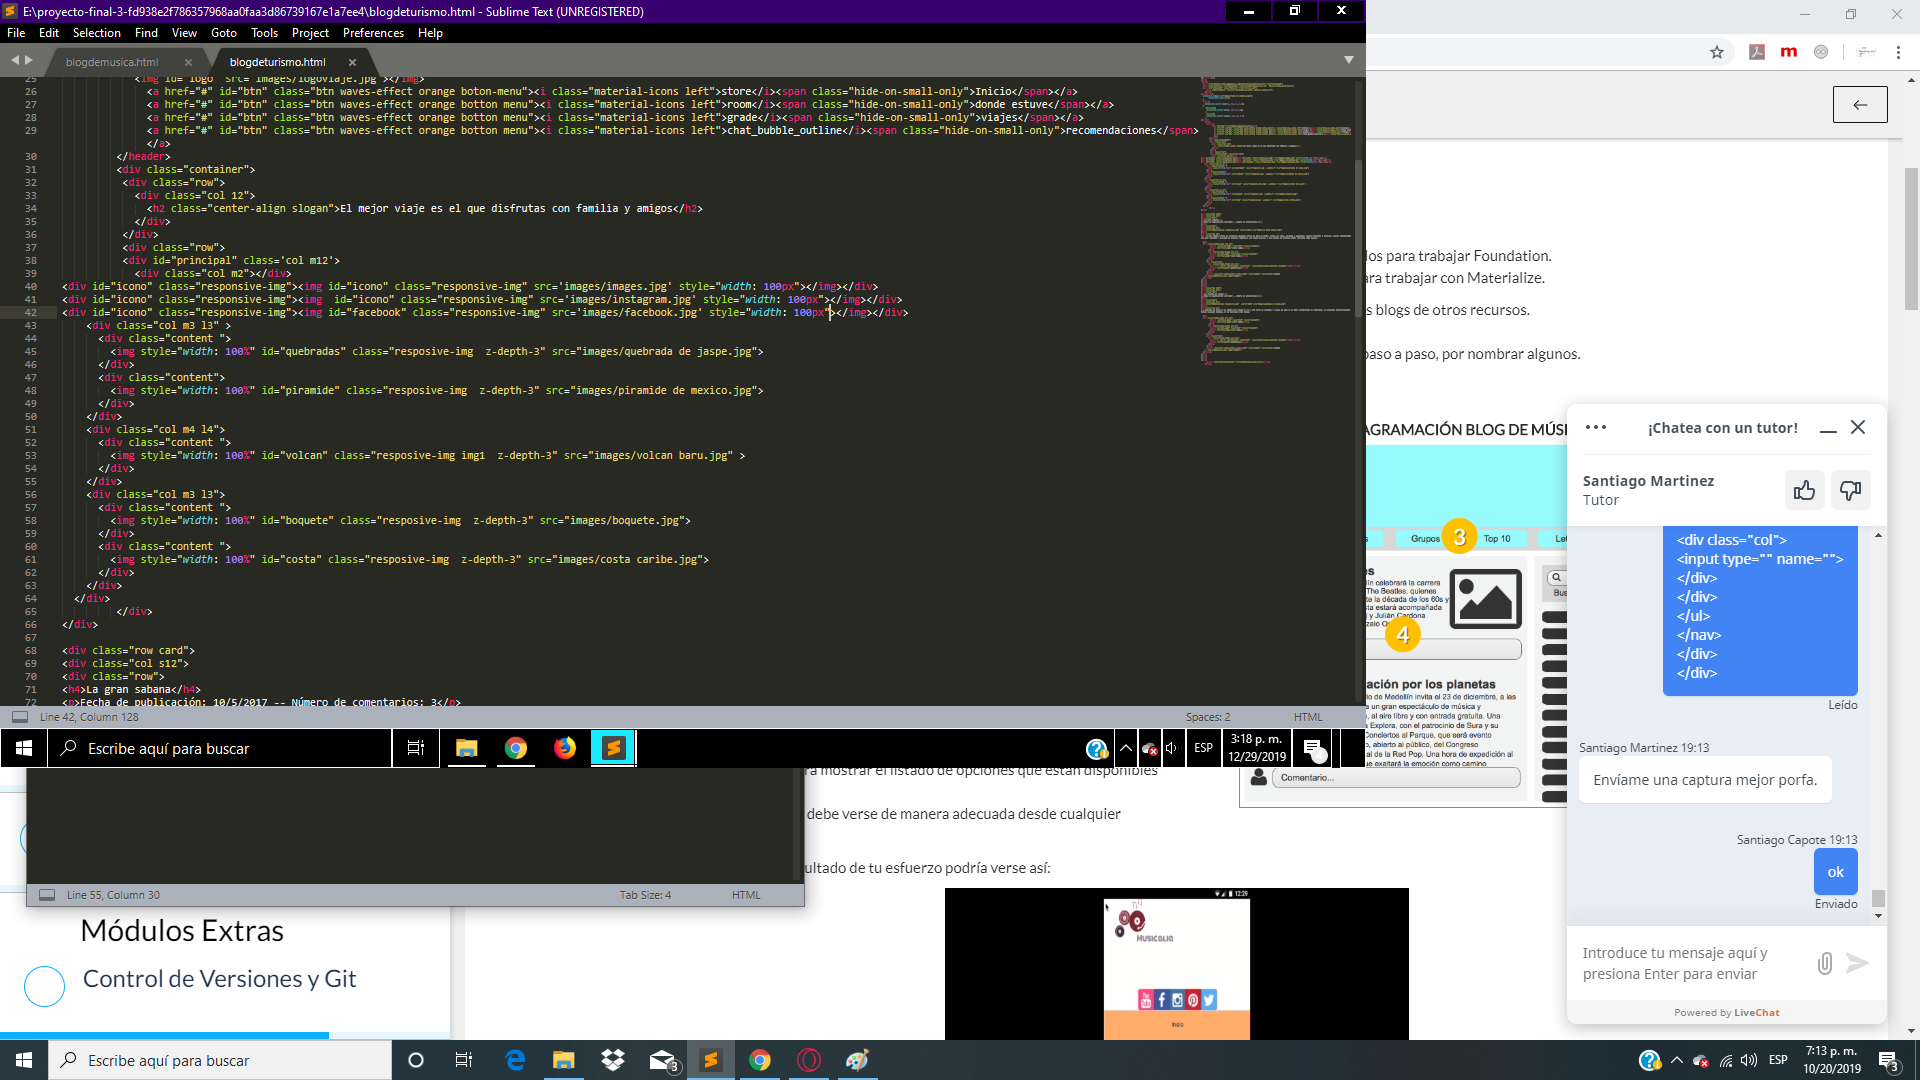 E:\proyecto-final-3-fd938e2f786357968aa0faa3d86739167e1a7ee4\blogdeturismo.html - Sublime Text (UNREGISTERED)
File Edit Selection Find View Goto Tools Project Preferences Help
blogdemusica.html
blogdeturismo.html
25 <img id="logo" src="images/logoviaje.jpg"></img>
26 <a href="#" id="btn" class="btn waves-effect orange boton-menu"><i class="material-icons left">store</i><span class="hide-on-small-only">Inicio</span></a>
27 <a href="#" id="btn" class="btn waves-effect orange botton menu"><i class="material-icons left">room</i><span class="hide-on-small-only">donde estuve</span></a>
28 <a href="#" id="btn" class="btn waves-effect orange botton menu"><i class="material-icons left">grade</i><span class="hide-on-small-only">viajes</span></a>
29 <a href="#" id="btn" class="btn waves-effect orange botton menu"><i class="material-icons left">chat_bubble_outline</i><span class="hide-on-small-only">recomendaciones</span>
</a>
30 </header>
31 <div class="container">
32 <div class="row">
33 <div class="col 12">
34 <h2 class="center-align slogan">El mejor viaje es el que disfrutas con familia y amigos</h2>
35 </div>
36 </div>
37 <div class="row">
38 <div id="principal" class='col m12'>
39 <div class="col m2"></div>
40 <div id="icono" class="responsive-img"><img id="icono" class="responsive-img" src='images/images.jpg' style="width: 100px"></img></div>
41 <div id="icono" class="responsive-img"><img  id="icono" class="responsive-img" src='images/instagram.jpg' style="width: 100px"></img></div>
42 <div id="icono" class="responsive-img"><img id="facebook" class="responsive-img" src='images/facebook.jpg' style="width: 100px"></img></div>
43 <div class="col m3 l3" >
44 <div class="content ">
45 <img style="width: 100%" id="quebradas" class="resposive-img  z-depth-3" src="images/quebrada de jaspe.jpg">
46 </div>
47 <div class="content">
48 <img style="width: 100%" id="piramide" class="resposive-img  z-depth-3" src="images/piramide de mexico.jpg">
49 </div>
50 </div>
51 <div class="col m4 l4">
52 <div class="content ">
53 <img style="width: 100%" id="volcan" class="resposive-img img1  z-depth-3" src="images/volcan baru.jpg" >
54 </div>
55 </div>
56 <div class="col m3 l3">
57 <div class="content ">
58 <img style="width: 100%" id="boquete" class="resposive-img  z-depth-3" src="images/boquete.jpg">
59 </div>
60 <div class="content ">
61 <img style="width: 100%" id="costa" class="resposive-img  z-depth-3" src="images/costa caribe.jpg">
62 </div>
63 </div>
64 </div>
65 </div>
66 </div>
67
68 <div class="row card">
69 <div class="col s12">
70 <div class="row">
71 <h4>La gran sabana</h4>
72 <p>Fecha de publicación: 10/5/2017 -- Número de comentarios: 3</p>
Line 42, Column 128
Spaces: 2
HTML
Escribe aquí para buscar
ESP
3:18 p. m.
12/29/2019
los para trabajar Foundation.
ara trabajar con Materialize.
s blogs de otros recursos.
paso a paso, por nombrar algunos.
AGRAMACIÓN BLOG DE MÚSI
Grupos
3
Top 10
4
ación por los planetas
Comentario...
¡Chatea con un tutor!
Santiago Martinez
Tutor
<div class="col">
<input type="" name="">
</div>
</div>
</ul>
</nav>
</div>
</div>
Leído
Santiago Martinez 19:13
Envíame una captura mejor porfa.
Santiago Capote 19:13
ok
Enviado
Introduce tu mensaje aquí y
presiona Enter para enviar
Powered by LiveChat
ra mostrar el listado de opciones que están disponibles
debe verse de manera adecuada desde cualquier
ultado de tu esfuerzo podría verse así:
Line 55, Column 30
Tab Size: 4
HTML
Módulos Extras
Control de Versiones y Git
12:29
MUSICALIA
INICIO
Escribe aquí para buscar
3
ESP
7:13 p. m.
10/20/2019
3